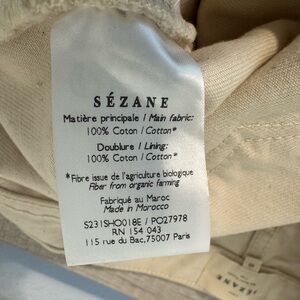 SÉZANE
Matière principale / Main fabric:
100% Coton / Cotton*
Doublure / Lining:
100% Coton / Cotton*
*Fibre issue de l'agriculture biologique
Fiber from organic farming
Fabriqué au Maroc
Made in Morocco
S231SHO018E / PO27978
RN 154 043
115 rue du Bac, 75007 Paris
SÉZANE